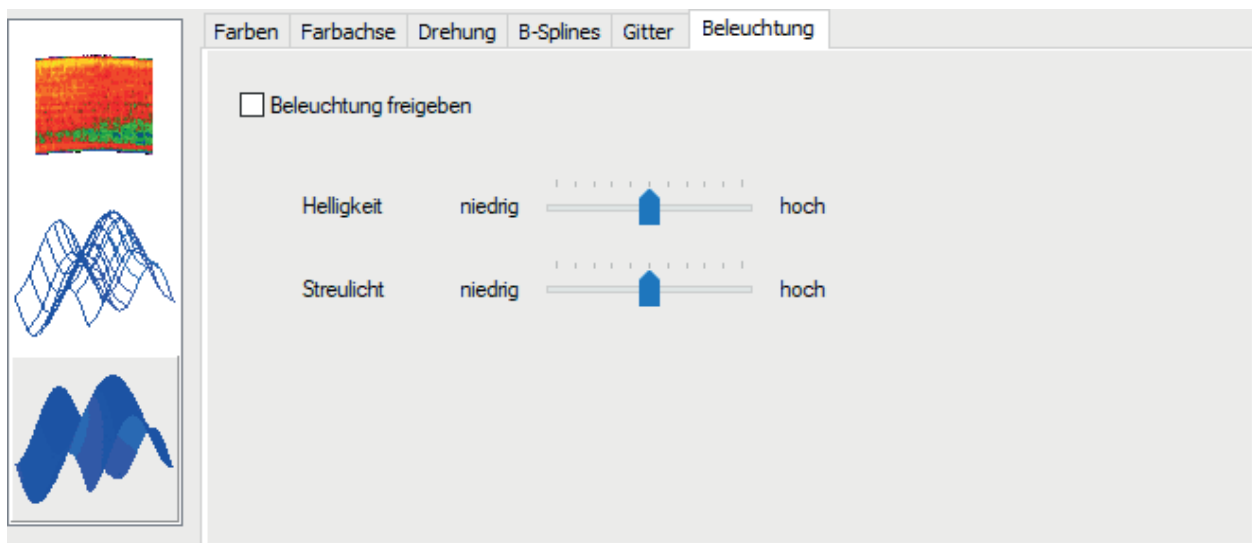 Farben Farbachse Drehung B-Splines Gitter Beleuchtung
Beleuchtung freigeben
Helligkeit niedrig hoch
Streulicht niedrig hoch